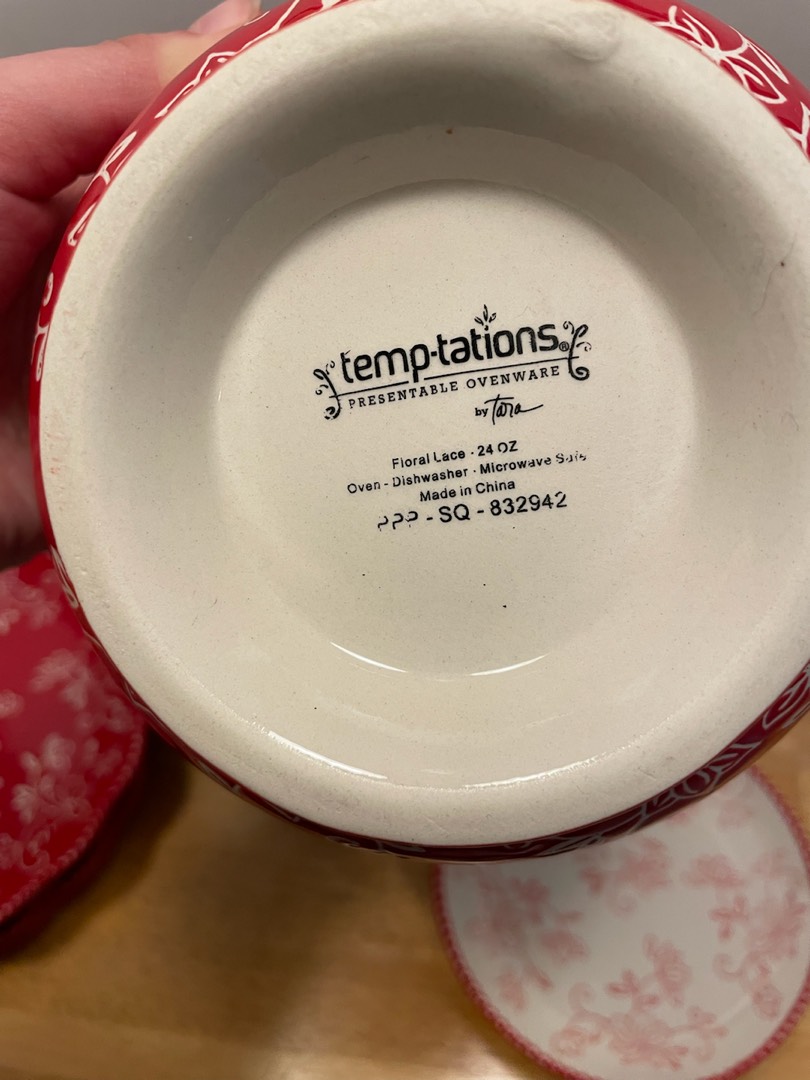 temp-tations®
PRESENTABLE OVENWARE
by Tara
Floral Lace · 24 OZ
Oven - Dishwasher · Microwave Safe
Made in China
- SQ - 832942